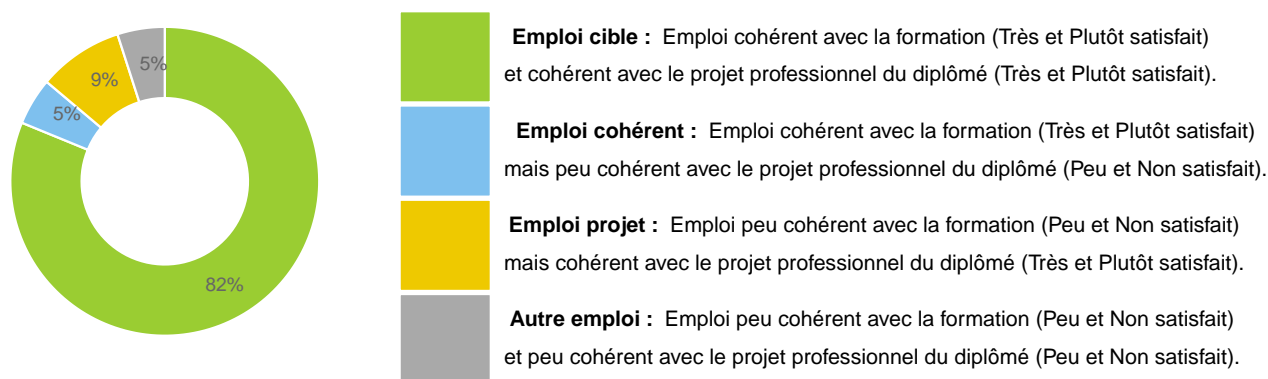 5%
9%
5%
82%
Emploi cible : Emploi cohérent avec la formation (Très et Plutôt satisfait)
et cohérent avec le projet professionnel du diplômé (Très et Plutôt satisfait).
Emploi cohérent : Emploi cohérent avec la formation (Très et Plutôt satisfait)
mais peu cohérent avec le projet professionnel du diplômé (Peu et Non satisfait).
Emploi projet : Emploi peu cohérent avec la formation (Peu et Non satisfait)
mais cohérent avec le projet professionnel du diplômé (Très et Plutôt satisfait).
Autre emploi : Emploi peu cohérent avec la formation (Peu et Non satisfait)
et peu cohérent avec le projet professionnel du diplômé (Peu et Non satisfait).